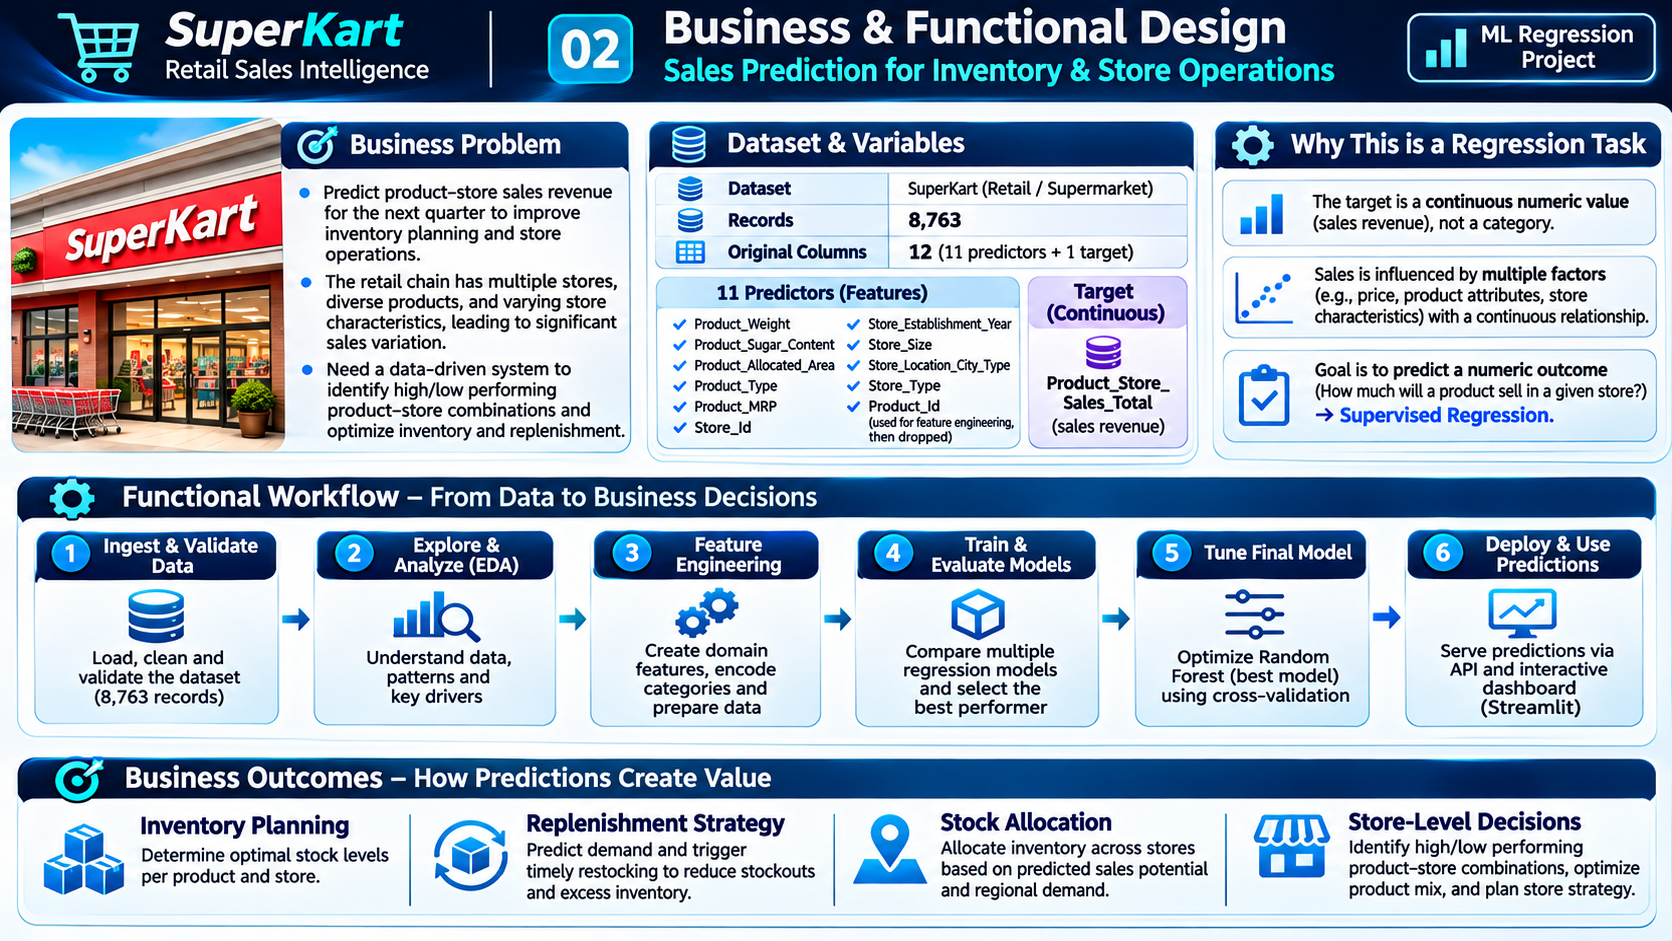 SuperKart
Retail Sales Intelligence
02
Business & Functional Design
Sales Prediction for Inventory & Store Operations
ML Regression
Project
SuperKart
Business Problem
Predict product–store sales revenue
for the next quarter to improve
inventory planning and store
operations.
The retail chain has multiple stores,
diverse products, and varying store
characteristics, leading to significant
sales variation.
Need a data-driven system to
identify high/low performing
product–store combinations and
optimize inventory and replenishment.
Dataset & Variables
Dataset SuperKart (Retail / Supermarket)
Records 8,763
Original Columns 12 (11 predictors + 1 target)
11 Predictors (Features)
Product_Weight
Product_Sugar_Content
Product_Allocated_Area
Product_Type
Product_MRP
Store_Id
Store_Establishment_Year
Store_Size
Store_Location_City_Type
Store_Type
Product_Id
(used for feature engineering,
then dropped)
Target
(Continuous)
Product_Store_
Sales_Total
(sales revenue)
Why This is a Regression Task
The target is a continuous numeric value
(sales revenue), not a category.
Sales is influenced by multiple factors
(e.g., price, product attributes, store
characteristics) with a continuous relationship.
Goal is to predict a numeric outcome
(How much will a product sell in a given store?)
→ Supervised Regression.
Functional Workflow – From Data to Business Decisions
1 Ingest & Validate
Data
Load, clean and
validate the dataset
(8,763 records)
2 Explore &
Analyze (EDA)
Understand data,
patterns and
key drivers
3 Feature
Engineering
Create domain
features, encode
categories and
prepare data
4 Train &
Evaluate Models
Compare multiple
regression models
and select the
best performer
5 Tune Final Model
Optimize Random
Forest (best model)
using cross-validation
6 Deploy & Use
Predictions
Serve predictions via
API and interactive
dashboard
(Streamlit)
Business Outcomes – How Predictions Create Value
Inventory Planning
Determine optimal stock levels
per product and store.
Replenishment Strategy
Predict demand and trigger
timely restocking to reduce stockouts
and excess inventory.
Stock Allocation
Allocate inventory across stores
based on predicted sales potential
and regional demand.
Store-Level Decisions
Identify high/low performing
product–store combinations, optimize
product mix, and plan store strategy.